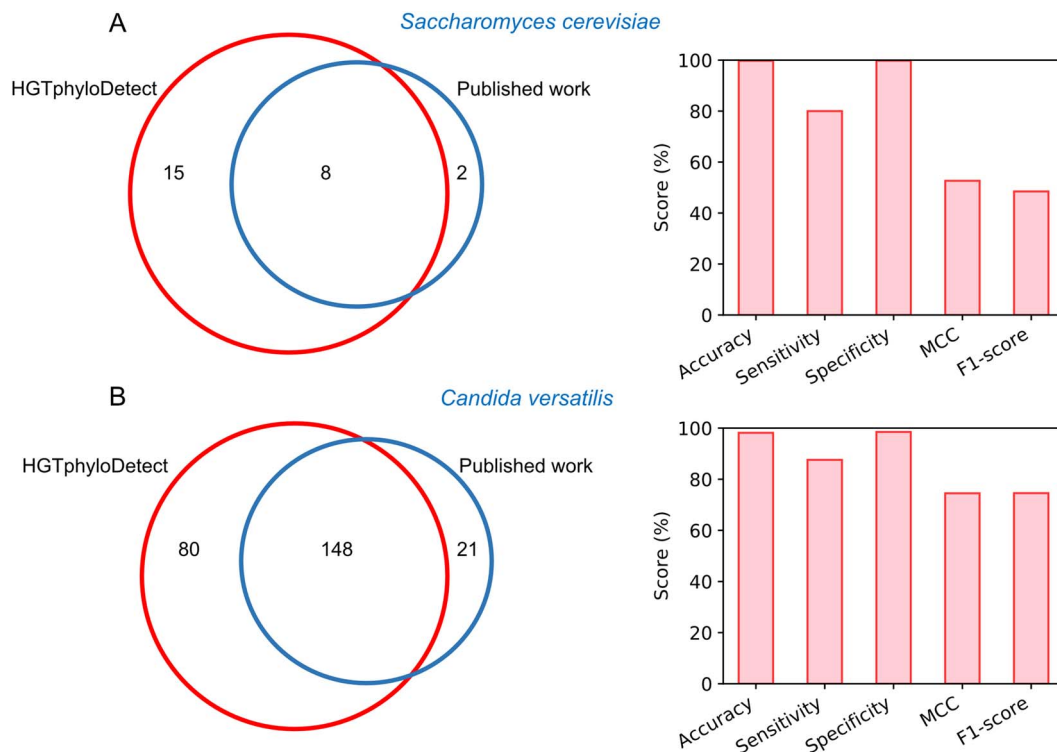 A
Saccharomyces cerevisiae
HGTphyloDetect
Published work
15
8
2
100
80
60
40
20
0
Score (%)
Accuracy
Sensitivity
Specificity
MCC
F1-score
B
Candida versatilis
HGTphyloDetect
Published work
80
148
21
100
80
60
40
20
0
Score (%)
Accuracy
Sensitivity
Specificity
MCC
F1-score